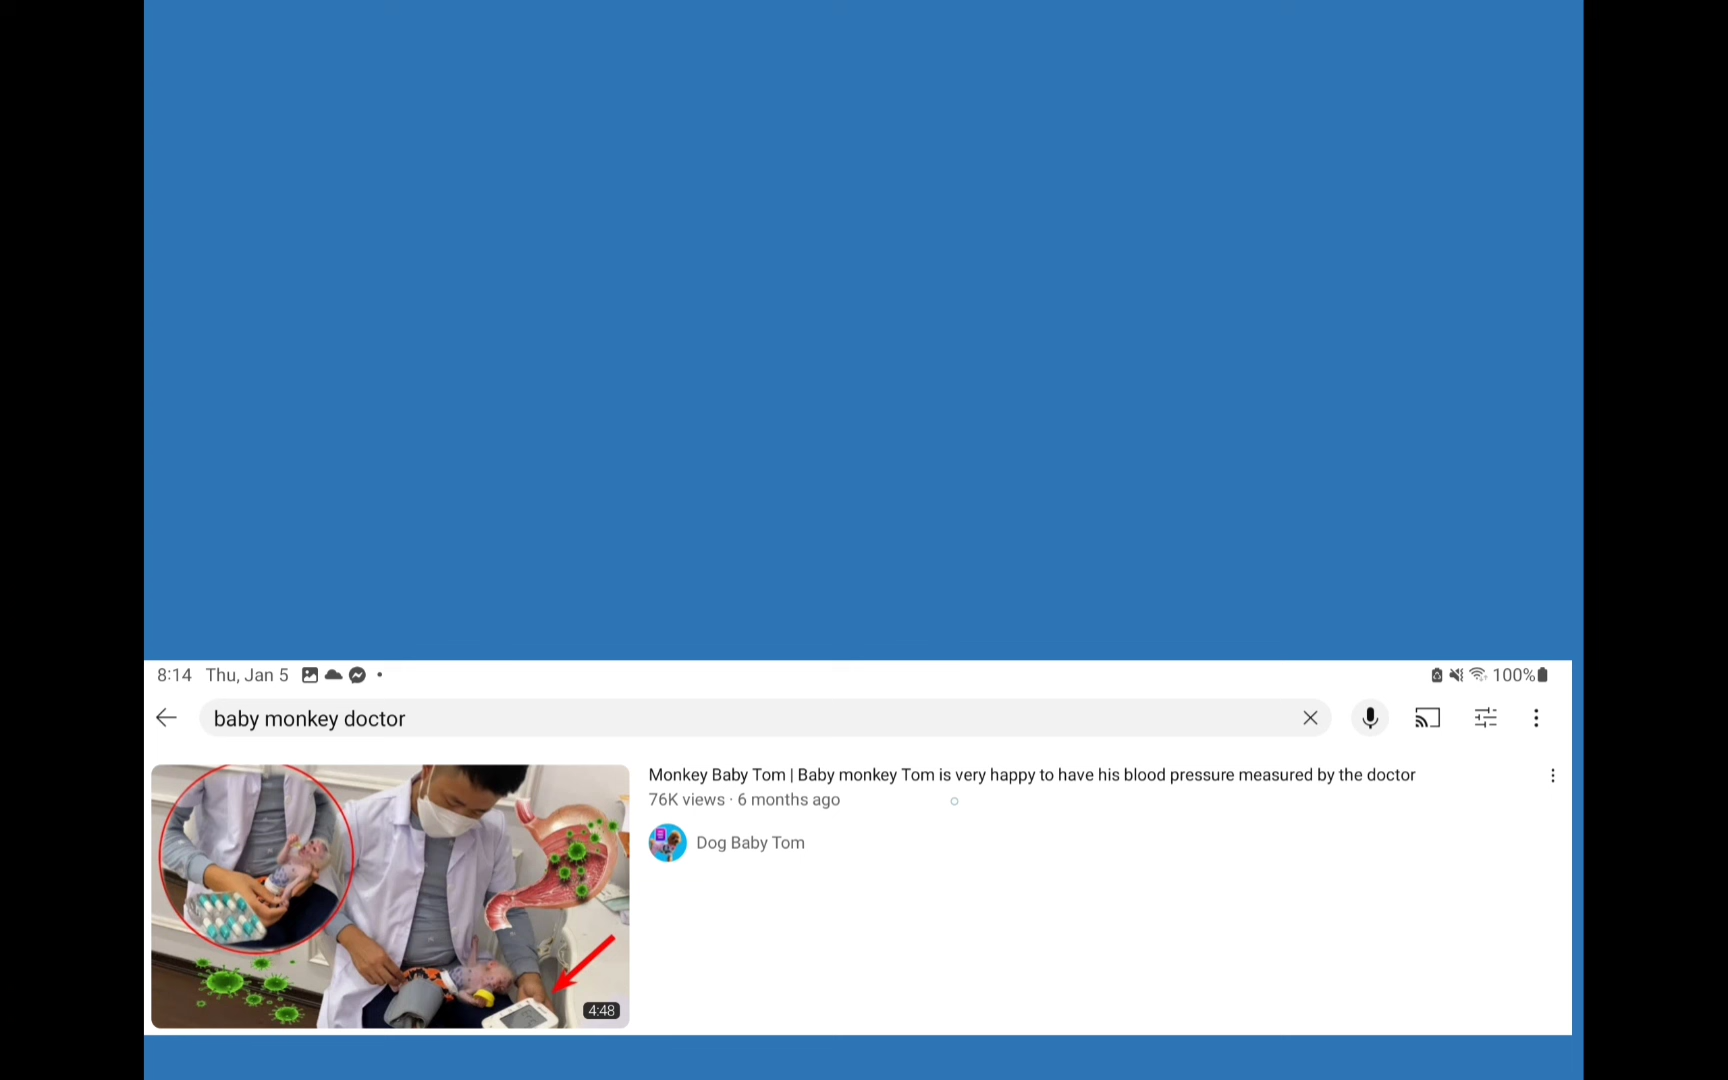 8:14 Thu, Jan 5 100%
baby monkey doctor
Monkey Baby Tom | Baby monkey Tom is very happy to have his blood pressure measured by the doctor
76K views · 6 months ago
Dog Baby Tom
4:48